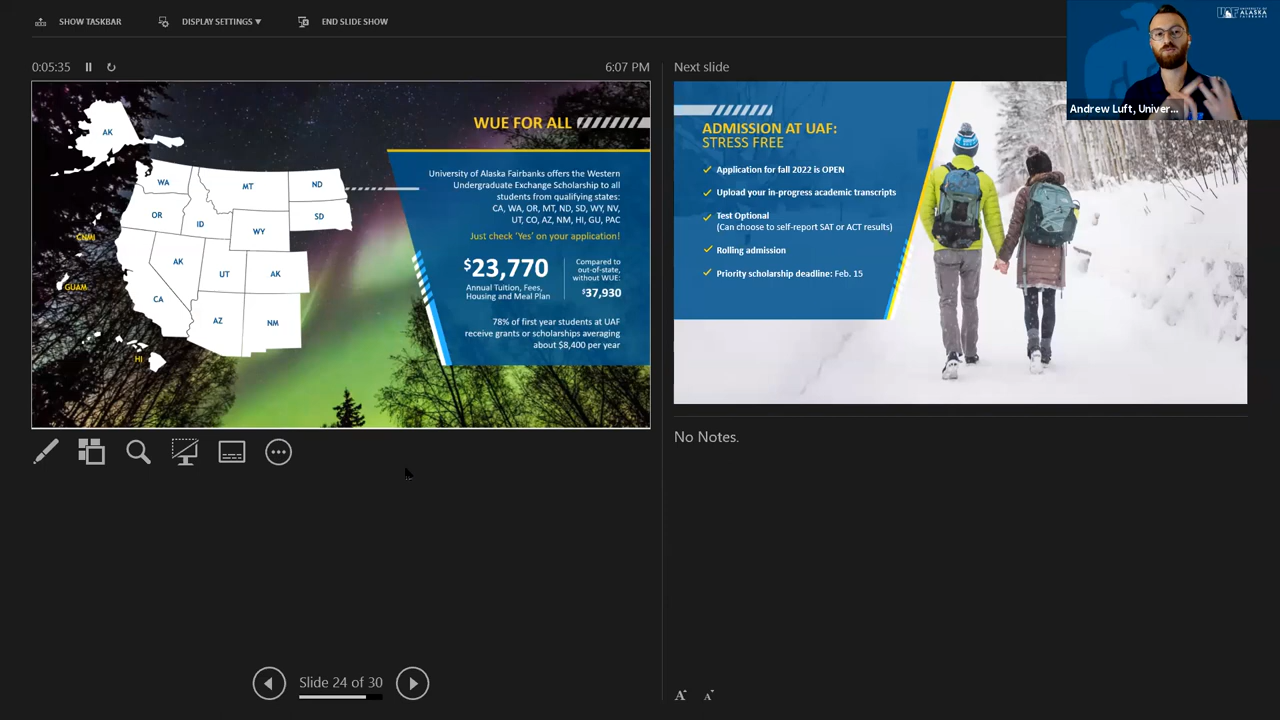 SHOW TASKBAR
DISPLAY SETTINGS ▼
END SLIDE SHOW
0:05:35
6:07 PM
AK
WA
MT
ND
OR
ID
SD
WY
CNMI
AK
UT
AK
GUAM
CA
AZ
NM
HI
WUE FOR ALL
University of Alaska Fairbanks offers the Western
Undergraduate Exchange Scholarship to all
students from qualifying states:
CA, WA, OR, MT, ND, SD, WY, NV,
UT, CO, AZ, NM, HI, GU, PAC
Just check 'Yes' on your application!
$23,770
Annual Tuition, Fees,
Housing and Meal Plan
Compared to
out-of-state,
without WUE:
$37,930
78% of first year students at UAF
receive grants or scholarships averaging
about $8,400 per year
Slide 24 of 30
Next slide
ADMISSION AT UAF:
STRESS FREE
Application for fall 2022 is OPEN
Upload your in-progress academic transcripts
Test Optional
(Can choose to self-report SAT or ACT results)
Rolling admission
Priority scholarship deadline: Feb. 15
No Notes.
A A
UAF UNIVERSITY OF
ALASKA
FAIRBANKS
Andrew Luft, Univer...